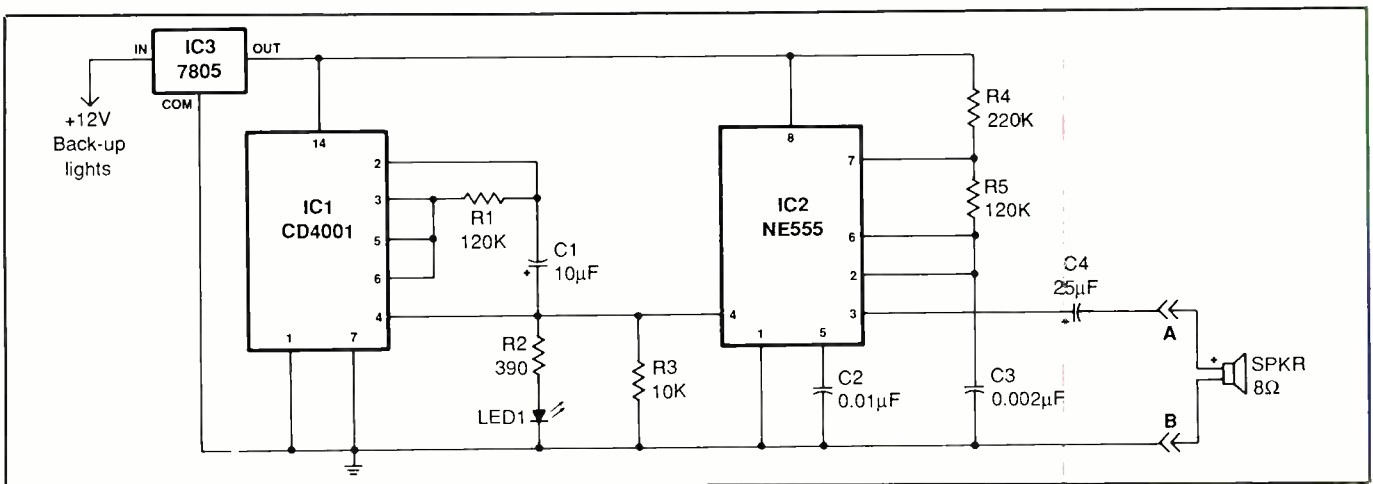 IN
IC3
7805
OUT
COM
+12V
Back-up
lights
14
IC1
CD4001
2
3
5
6
4
1
7
R1
120K
C1
+
10µF
R2
390
LED1
R3
10K
8
IC2
NE555
7
6
2
3
4
1
5
R4
220K
R5
120K
C2
0.01µF
C3
0.002µF
C4
25µF
+
A
B
+
SPKR
8Ω